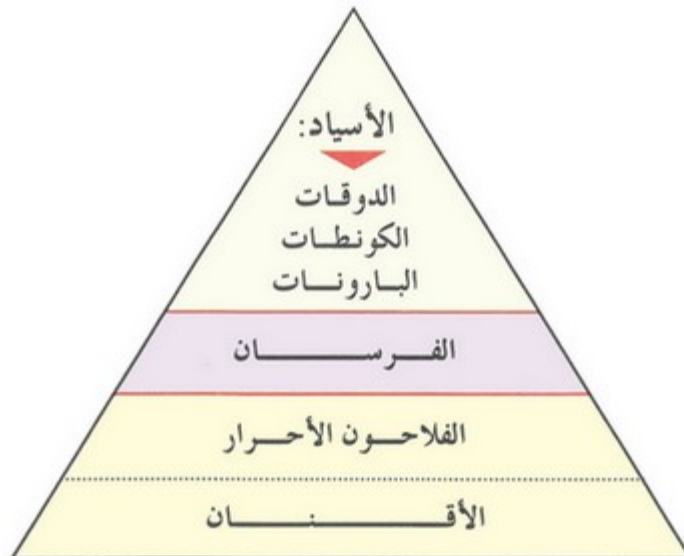 الأسياد:
الدوقات
الكونطات
البارونات
الفرسان
الفلاحون الأحرار
الأقنان